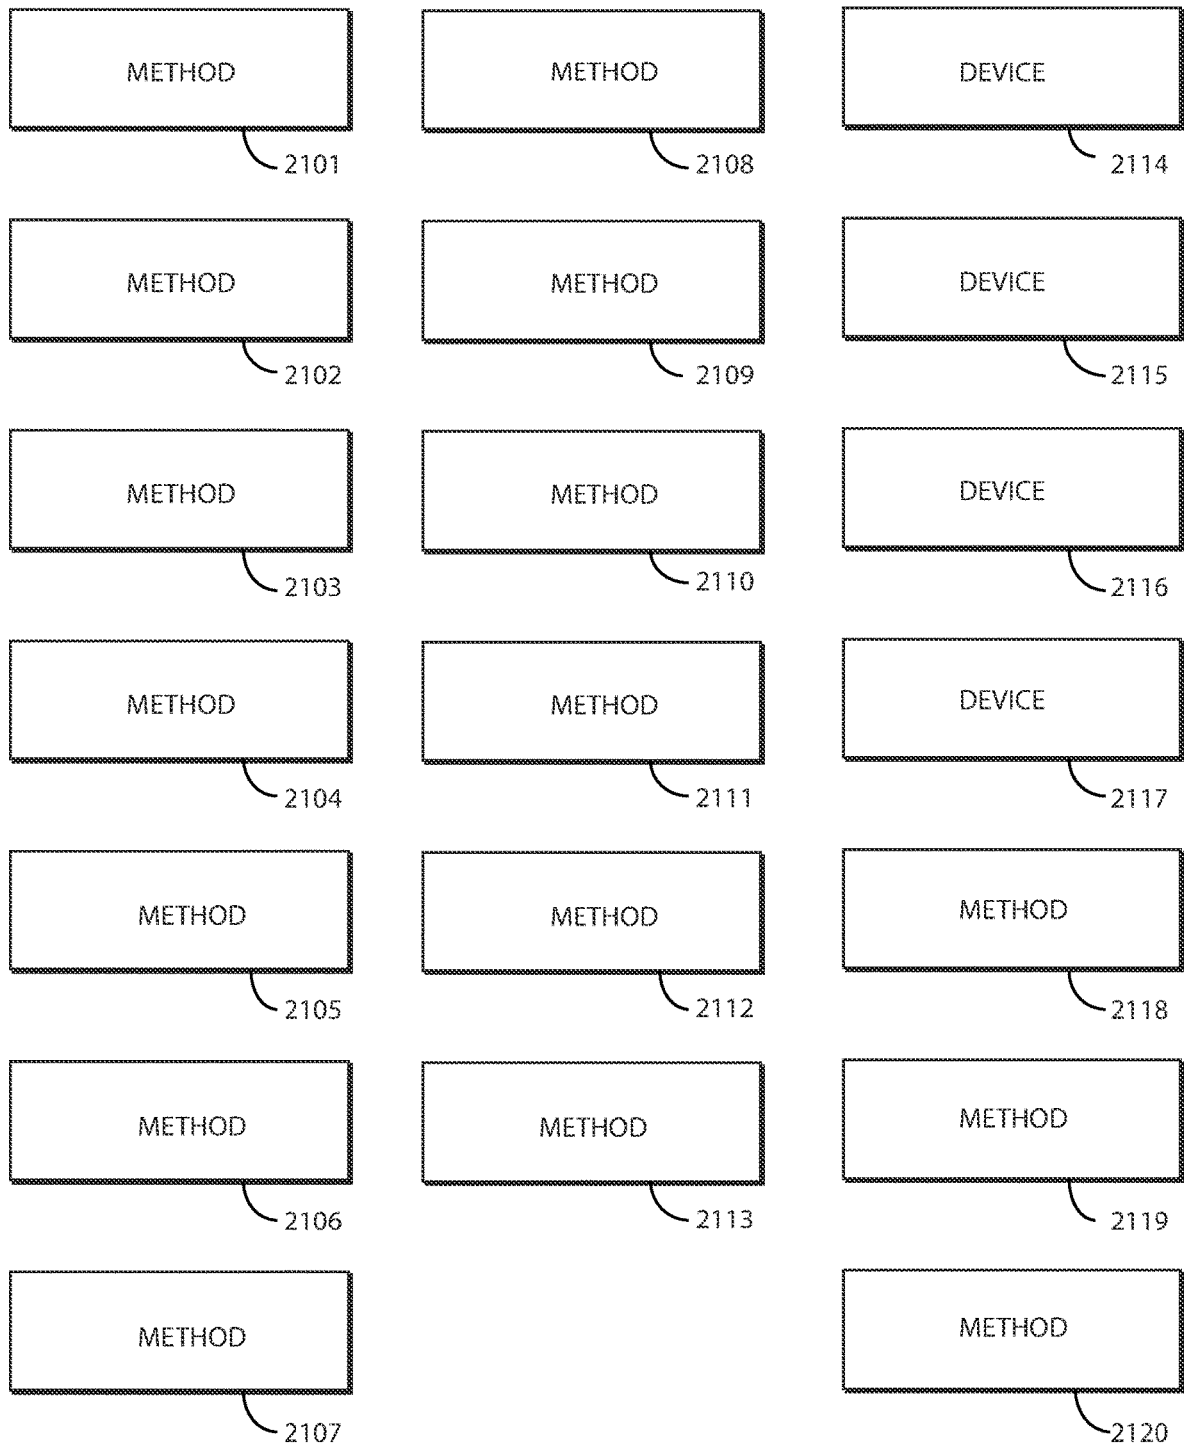 METHOD
2101
METHOD
2102
METHOD
2103
METHOD
2104
METHOD
2105
METHOD
2106
METHOD
2107
METHOD
2108
METHOD
2109
METHOD
2110
METHOD
2111
METHOD
2112
METHOD
2113
DEVICE
2114
DEVICE
2115
DEVICE
2116
DEVICE
2117
METHOD
2118
METHOD
2119
METHOD
2120